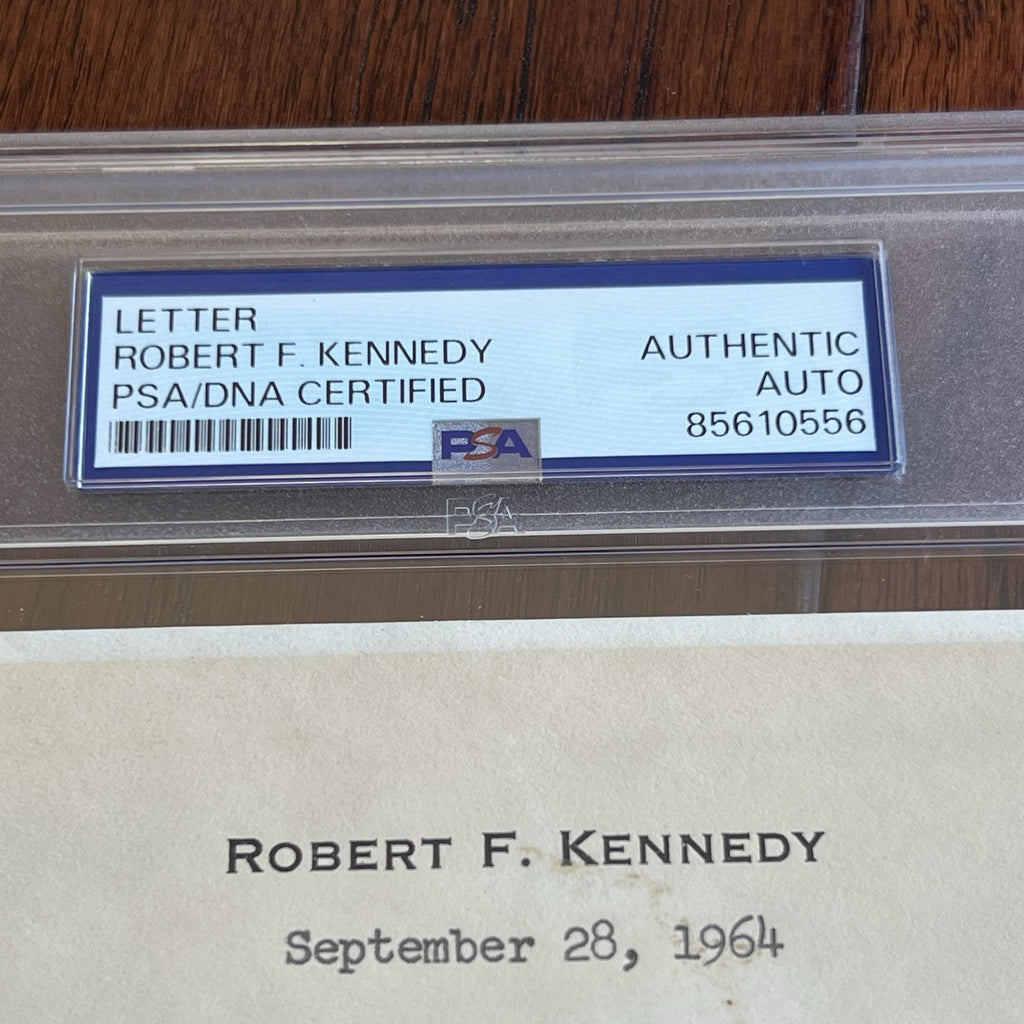 LETTER
ROBERT F. KENNEDY
PSA/DNA CERTIFIED
AUTHENTIC
AUTO
85610556
PSA
PSA
ROBERT F. KENNEDY
September 28, 1964